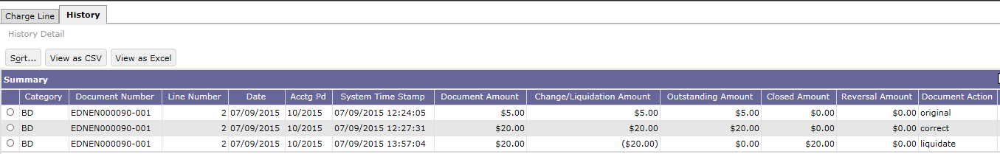 Charge Line History
History Detail
Sort... View as CSV View as Excel
Summary
Category Document Number Line Number Date Acctg Pd System Time Stamp Document Amount Change/Liquidation Amount Outstanding Amount Closed Amount Reversal Amount Document Action
BD EDNEN000090-001 2 07/09/2015 10/2015 07/09/2015 12:24:05 $5.00 $5.00 $5.00 $0.00 $0.00 original
BD EDNEN000090-001 2 07/09/2015 10/2015 07/09/2015 12:27:31 $20.00 $20.00 $20.00 $0.00 $0.00 correct
BD EDNEN000090-001 2 07/09/2015 10/2015 07/09/2015 13:57:04 $20.00 ($20.00) $0.00 $20.00 $0.00 liquidate